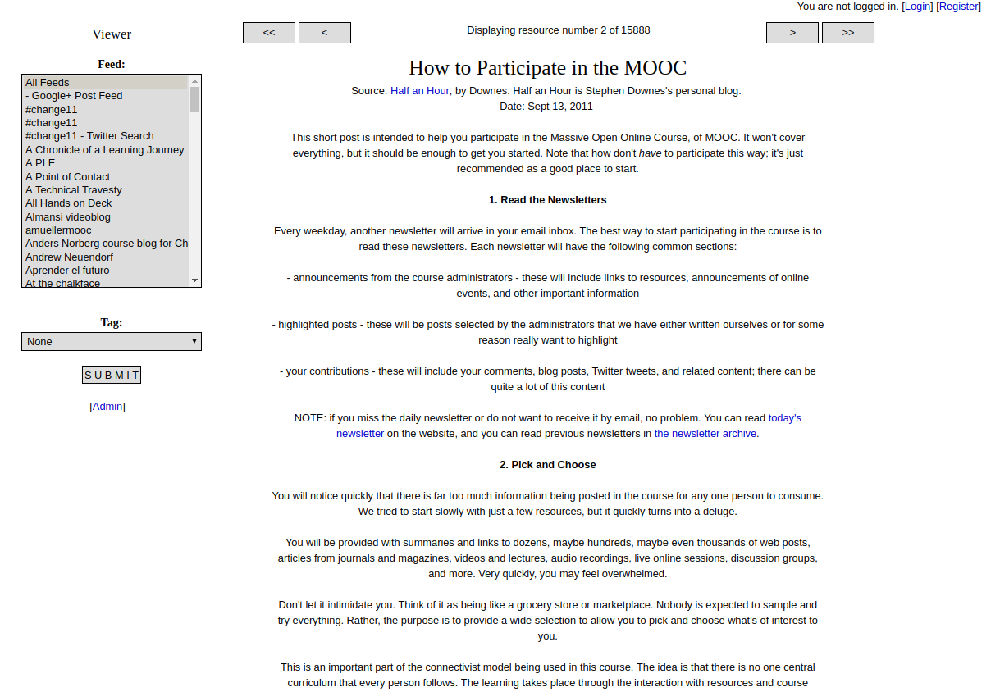 You are not logged in. [Login] [Register]
Viewer
<< < Displaying resource number 2 of 15888 > >>
Feed:
All Feeds
- Google+ Post Feed
#change11
#change11
#change11 - Twitter Search
A Chronicle of a Learning Journey
A PLE
A Point of Contact
A Technical Travesty
All Hands on Deck
Almansi videoblog
amuellermooc
Anders Norberg course blog for Ch
Andrew Neuendorf
Aprender el futuro
At the chalkface
Tag:
None
SUBMIT
[Admin]
How to Participate in the MOOC
Source: Half an Hour, by Downes. Half an Hour is Stephen Downes's personal blog.
Date: Sept 13, 2011
This short post is intended to help you participate in the Massive Open Online Course, of MOOC. It won't cover
everything, but it should be enough to get you started. Note that how don't have to participate this way; it's just
recommended as a good place to start.
1. Read the Newsletters
Every weekday, another newsletter will arrive in your email inbox. The best way to start participating in the course is to
read these newsletters. Each newsletter will have the following common sections:
- announcements from the course administrators - these will include links to resources, announcements of online
events, and other important information
- highlighted posts - these will be posts selected by the administrators that we have either written ourselves or for some
reason really want to highlight
- your contributions - these will include your comments, blog posts, Twitter tweets, and related content; there can be
quite a lot of this content
NOTE: if you miss the daily newsletter or do not want to receive it by email, no problem. You can read today's
newsletter on the website, and you can read previous newsletters in the newsletter archive.
2. Pick and Choose
You will notice quickly that there is far too much information being posted in the course for any one person to consume.
We tried to start slowly with just a few resources, but it quickly turns into a deluge.
You will be provided with summaries and links to dozens, maybe hundreds, maybe even thousands of web posts,
articles from journals and magazines, videos and lectures, audio recordings, live online sessions, discussion groups,
and more. Very quickly, you may feel overwhelmed.
Don't let it intimidate you. Think of it as being like a grocery store or marketplace. Nobody is expected to sample and
try everything. Rather, the purpose is to provide a wide selection to allow you to pick and choose what's of interest to
you.
This is an important part of the connectivist model being used in this course. The idea is that there is no one central
curriculum that every person follows. The learning takes place through the interaction with resources and course